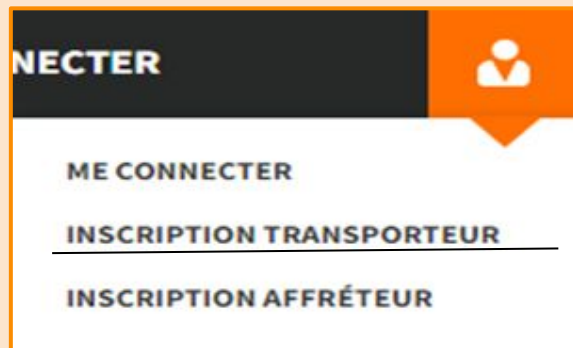 NECTER
ME CONNECTER
INSCRIPTION TRANSPORTEUR
INSCRIPTION AFFRÉTEUR